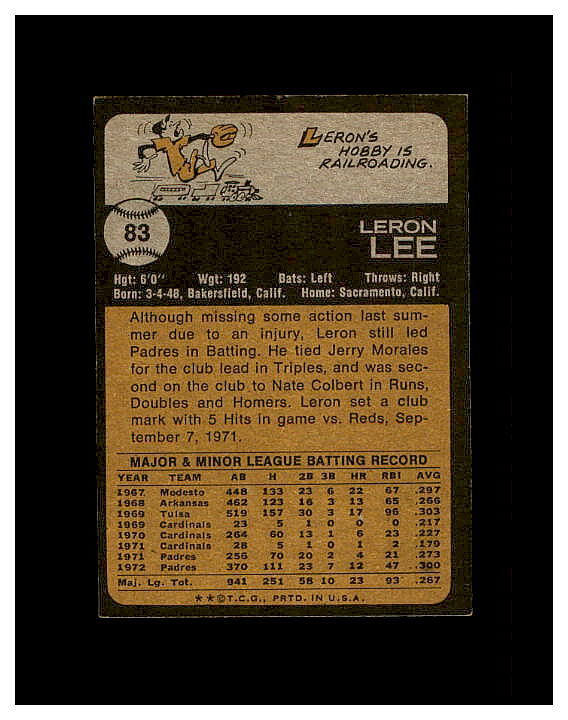 LERON'S
HOBBY IS
RAILROADING.
83
LERON
LEE
Hgt: 6'0" Wgt: 192 Bats: Left Throws: Right
Born: 3-4-48, Bakersfield, Calif. Home: Sacramento, Calif.
Although missing some action last sum-
mer due to an injury, Leron still led
Padres in Batting. He tied Jerry Morales
for the club lead in Triples, and was sec-
ond on the club to Nate Colbert in Runs,
Doubles and Homers. Leron set a club
mark with 5 Hits in game vs. Reds, Sep-
tember 7, 1971.
MAJOR & MINOR LEAGUE BATTING RECORD
YEAR TEAM AB H 2B 3B HR RBI AVG
1967 Modesto 448 133 23 6 22 67 .297
1968 Arkansas 462 123 16 3 13 65 .266
1969 Tulsa 519 157 30 3 17 96 .303
1969 Cardinals 23 5 1 0 0 0 .217
1970 Cardinals 264 60 13 1 6 23 .227
1971 Cardinals 28 5 1 0 1 2 .179
1971 Padres 256 70 20 2 4 21 .273
1972 Padres 370 111 23 7 12 47 .300
Maj. Lg. Tot. 941 251 58 10 23 93 .267
**©T.C.G., PRTD. IN U.S.A.